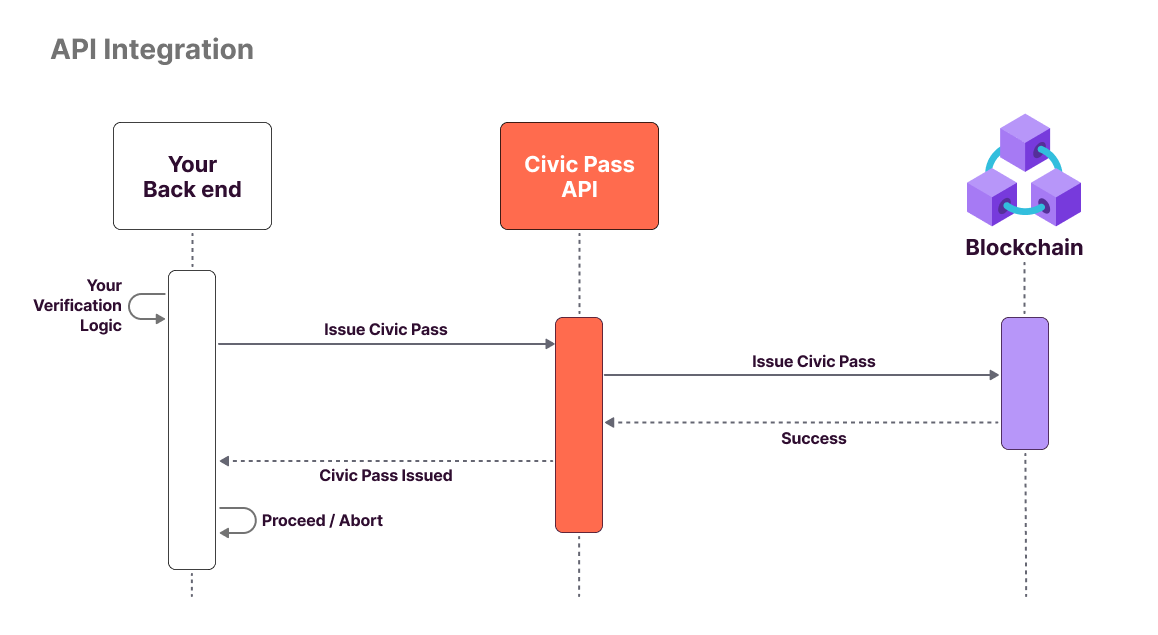 API Integration
Your
Back end
Civic Pass
API
Blockchain
Your
Verification
Logic
Issue Civic Pass
Issue Civic Pass
Success
Civic Pass Issued
Proceed / Abort